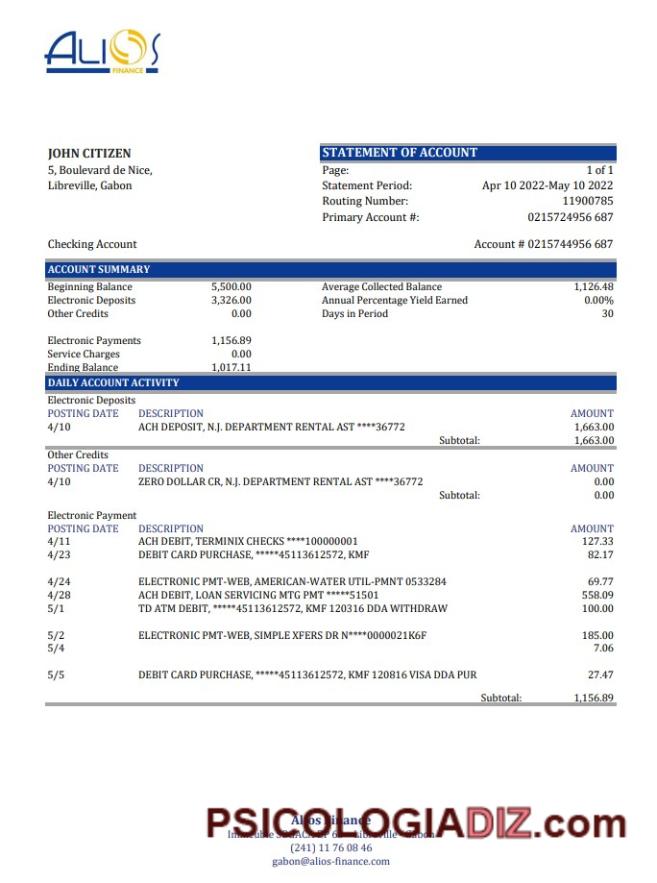 ALIOS
FINANCE
JOHN CITIZEN
5, Boulevard de Nice,
Libreville, Gabon
STATEMENT OF ACCOUNT
Page: 1 of 1
Statement Period: Apr 10 2022-May 10 2022
Routing Number: 11900785
Primary Account #: 0215724956 687
Checking Account Account # 0215744956 687
ACCOUNT SUMMARY
Beginning Balance 5,500.00 Average Collected Balance 1,126.48
Electronic Deposits 3,326.00 Annual Percentage Yield Earned 0.00%
Other Credits 0.00 Days in Period 30
Electronic Payments 1,156.89
Service Charges 0.00
Ending Balance 1,017.11
DAILY ACCOUNT ACTIVITY
Electronic Deposits
POSTING DATE DESCRIPTION AMOUNT
4/10 ACH DEPOSIT, N.J. DEPARTMENT RENTAL AST ****36772 1,663.00
Subtotal: 1,663.00
Other Credits
POSTING DATE DESCRIPTION AMOUNT
4/10 ZERO DOLLAR CR, N.J. DEPARTMENT RENTAL AST ****36772 0.00
Subtotal: 0.00
Electronic Payment
POSTING DATE DESCRIPTION AMOUNT
4/11 ACH DEBIT, TERMINIX CHECKS ****100000001 127.33
4/23 DEBIT CARD PURCHASE, *****45113612572, KMF 82.17
4/24 ELECTRONIC PMT-WEB, AMERICAN-WATER UTIL-PMNT 0533284 69.77
4/28 ACH DEBIT, LOAN SERVICING MTG PMT *****51501 558.09
5/1 TD ATM DEBIT, *****45113612572, KMF 120316 DDA WITHDRAW 100.00
5/2 ELECTRONIC PMT-WEB, SIMPLE XFERS DR N****0000021K6F 185.00
5/4 7.06
5/5 DEBIT CARD PURCHASE, *****45113612572, KMF 120816 VISA DDA PUR 27.47
Subtotal: 1,156.89
Alios Finance
PSICOLOGIADIZ.com
(241) 11 76 08 46
gabon@alios-finance.com